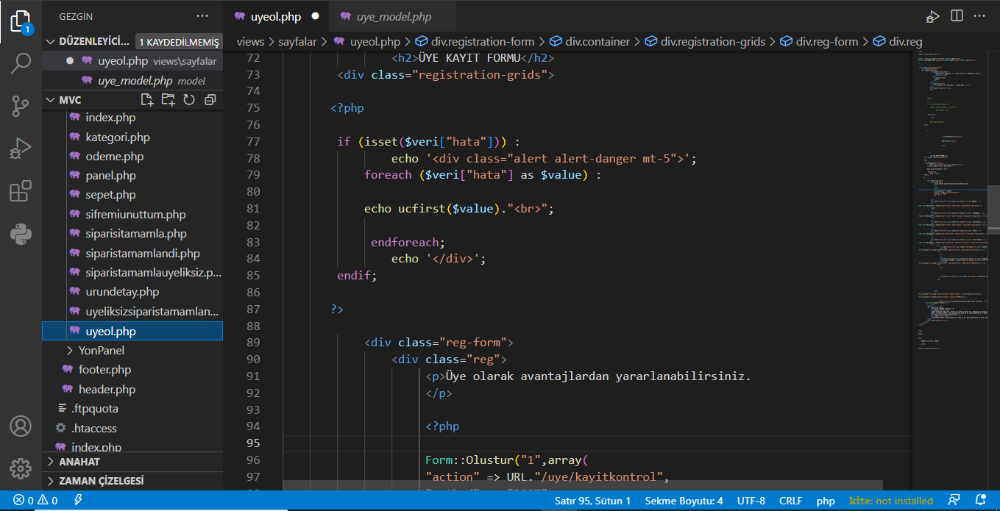 GEZGİN
uyeol.php
uye_model.php
1
DÜZENLEYİCİ...
1 KAYDEDİLMEMİŞ
uyeol.php views\sayfalar
uye_model.php model
MVC
index.php
kategori.php
odeme.php
panel.php
sepet.php
sifremiunuttum.php
siparisitamamla.php
siparistamamlandi.php
siparistamamlauyeliksiz.p...
urundetay.php
uyeliksizsiparistamamlan...
uyeol.php
YonPanel
footer.php
header.php
.ftpquota
.htaccess
index.php
ANAHAT
ZAMAN ÇİZELGESİ
views > sayfalar > uyeol.php > div.registration-form > div.container > div.registration-grids > div.reg-form > div.reg
72 <h2>ÜYE KAYIT FORMU</h2>
73 <div class="registration-grids">
74
75 <?php
76
77 if (isset($veri["hata"])) :
78 echo '<div class="alert alert-danger mt-5">';
79 foreach ($veri["hata"] as $value) :
80
81 echo ucfirst($value)."<br>";
82
83 endforeach;
84 echo '</div>';
85 endif;
86
87 ?>
88
89 <div class="reg-form">
90 <div class="reg">
91 <p>Üye olarak avantajlardan yararlanabilirsiniz.
92 </p>
93
94 <?php
95
96 Form::Olustur("1",array(
97 "action" => URL."/uye/kayitkontrol",
0 0
Satır 95, Sütun 1
Sekme Boyutu: 4
UTF-8
CRLF
php
kite: not installed